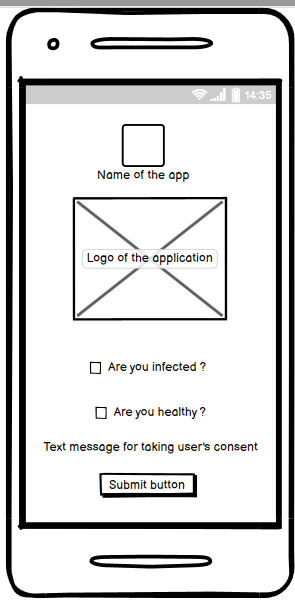 14:35
Name of the app
Logo of the application
Are you infected ?
Are you healthy ?
Text message for taking user's consent
Submit button